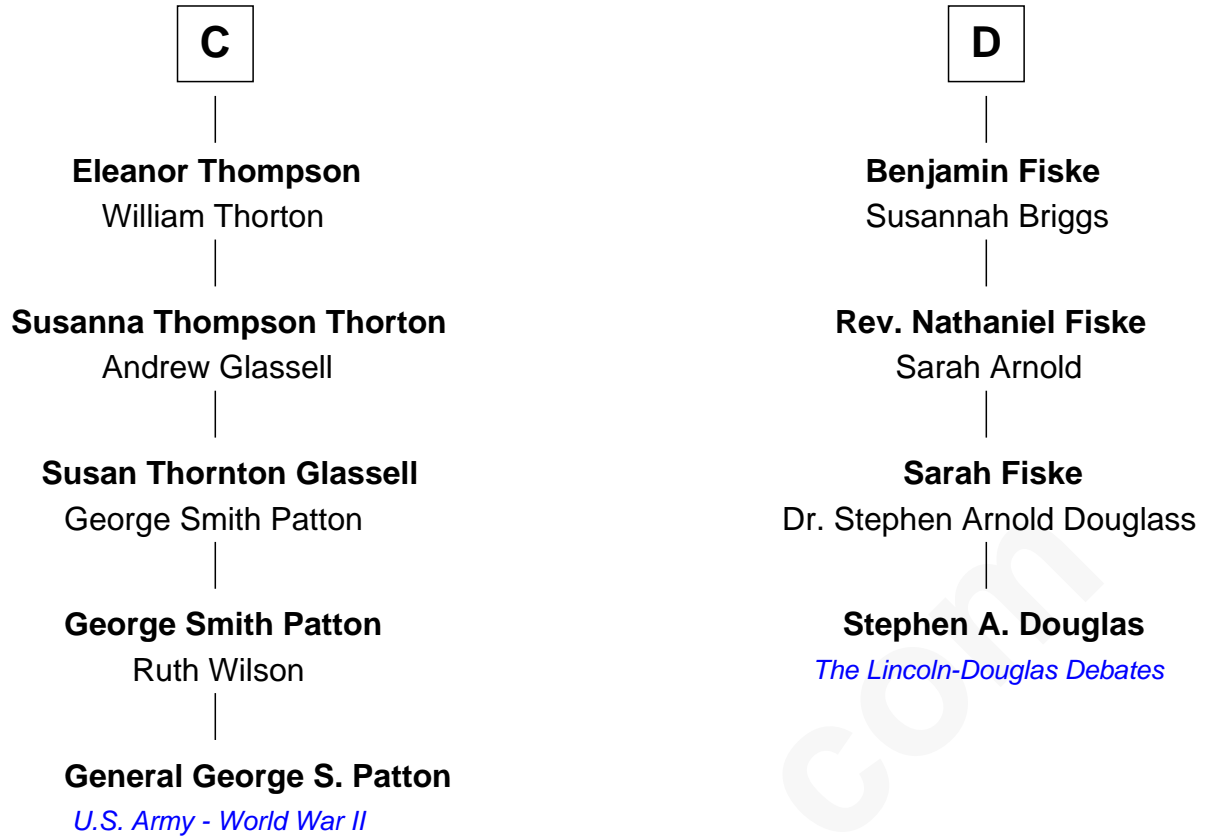 C
Eleanor Thompson
William Thorton
Susanna Thompson Thorton
Andrew Glassell
Susan Thornton Glassell
George Smith Patton
George Smith Patton
Ruth Wilson
General George S. Patton
U.S. Army - World War II
D
Benjamin Fiske
Susannah Briggs
Rev. Nathaniel Fiske
Sarah Arnold
Sarah Fiske
Dr. Stephen Arnold Douglass
Stephen A. Douglas
The Lincoln-Douglas Debates
com